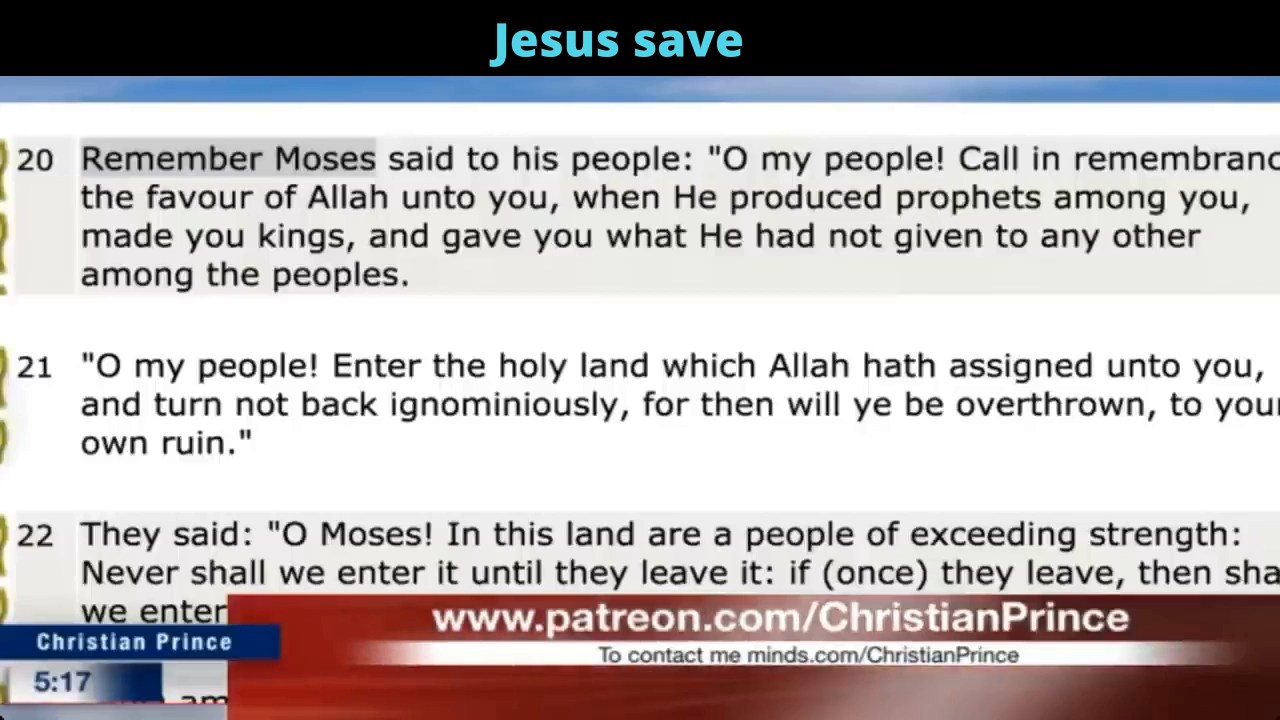 Jesus save
20 Remember Moses said to his people: "O my people! Call in
the favour of Allah unto you, when He produced prophets among you,
made you kings, and gave you what He had not given to any other
among the peoples.
21 "O my people! Enter the holy land which Allah hath assigned unto you,
and turn not back ignominiously, for then will ye be overthrown, to
own ruin."
22 They said: "O Moses! In this land are a people of exceeding strength:
Never shall we enter it until they leave it: if (once) they leave, then
we enter
www.patreon.com/ChristianPrince
To contact me minds.com/ChristianPrince
Christian Prince
5:17